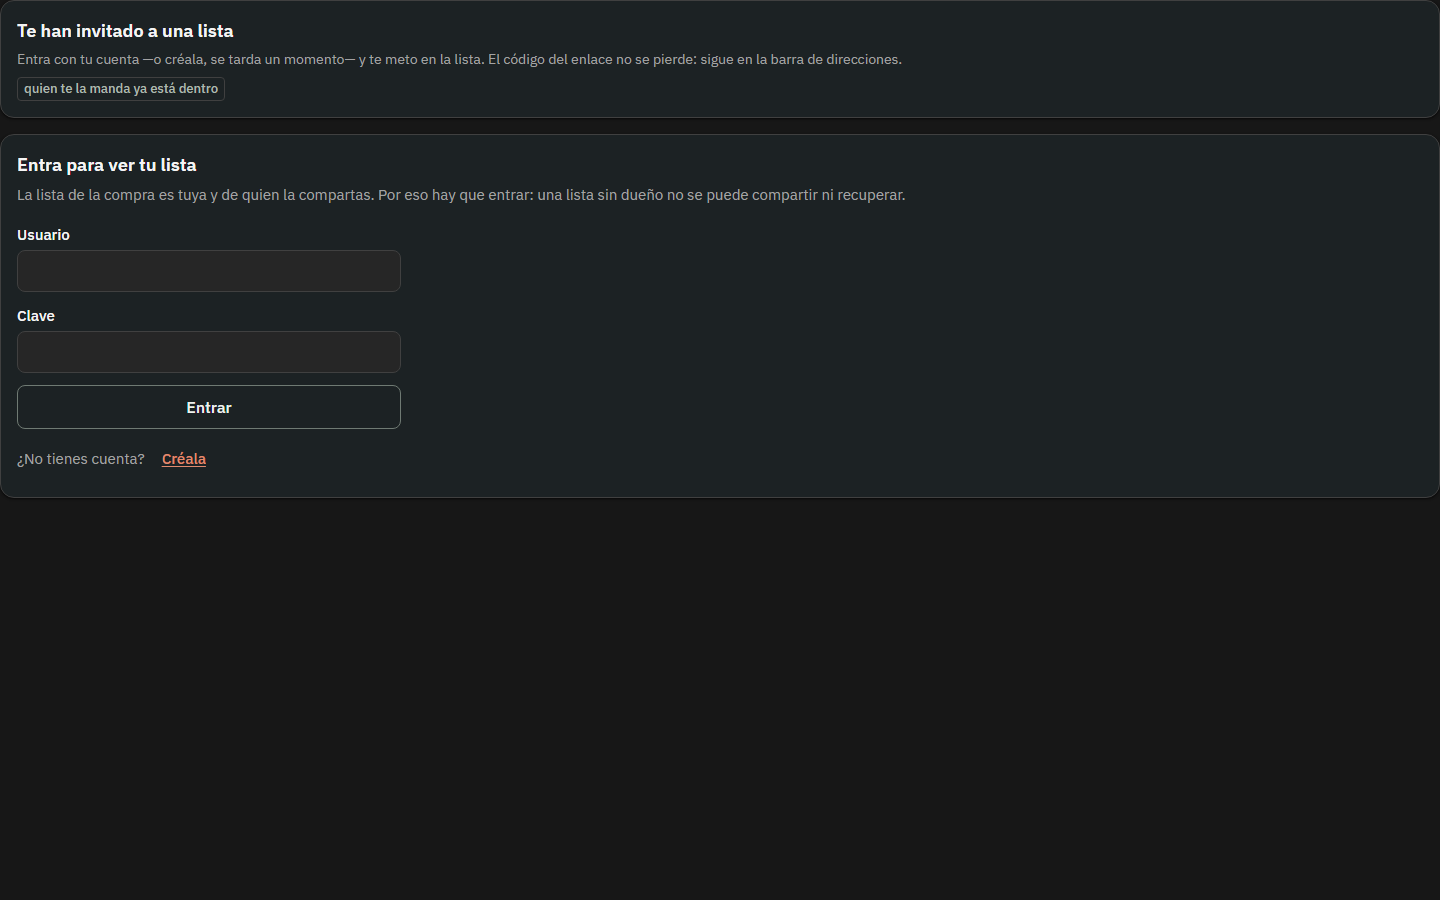 Te han invitado a una lista
Entra con tu cuenta —o créala, se tarda un momento— y te meto en la lista. El código del enlace no se pierde: sigue en la barra de direcciones.
quien te la manda ya está dentro
Entra para ver tu lista
La lista de la compra es tuya y de quien la compartas. Por eso hay que entrar: una lista sin dueño no se puede compartir ni recuperar.
Usuario
Clave
Entrar
¿No tienes cuenta? Créala